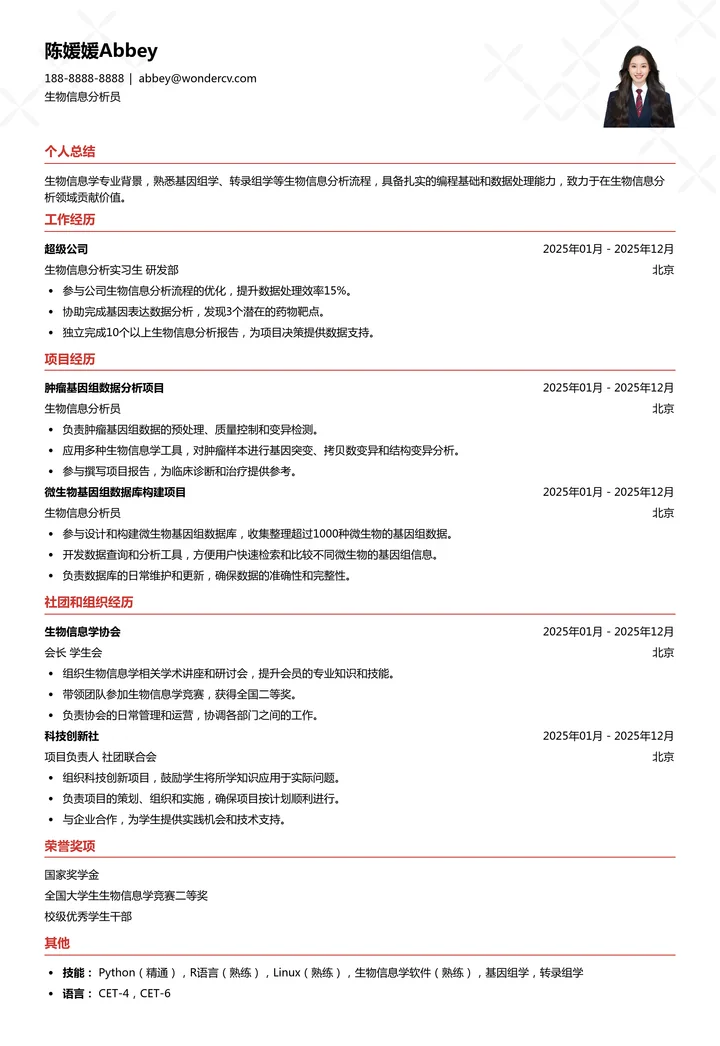 陈媛媛Abbey
188-8888-8888 | abbey@wondercv.com
生物信息分析员
个人总结
生物信息学专业背景，熟悉基因组学、转录组学等生物信息分析流程，具备扎实的编程基础和数据处理能力，致力于在生物信息分
析领域贡献价值。
工作经历
超级公司 2025年01月 - 2025年12月
生物信息分析实习生 研发部 北京
• 参与公司生物信息分析流程的优化，提升数据处理效率15%。
• 协助完成基因表达数据分析，发现3个潜在的药物靶点。
• 独立完成10个以上生物信息分析报告，为项目决策提供数据支持。
项目经历
肿瘤基因组数据分析项目 2025年01月 - 2025年12月
生物信息分析员 北京
• 负责肿瘤基因组数据的预处理、质量控制和变异检测。
• 应用多种生物信息学工具，对肿瘤样本进行基因突变、拷贝数变异和结构变异分析。
• 参与撰写项目报告，为临床诊断和治疗提供参考。
微生物基因组数据库构建项目 2025年01月 - 2025年12月
生物信息分析员 北京
• 参与设计和构建微生物基因组数据库，收集整理超过1000种微生物的基因组数据。
• 开发数据查询和分析工具，方便用户快速检索和比较不同微生物的基因组信息。
• 负责数据库的日常维护和更新，确保数据的准确性和完整性。
社团和组织经历
生物信息学协会 2025年01月 - 2025年12月
会长 学生会 北京
• 组织生物信息学相关学术讲座和研讨会，提升会员的专业知识和技能。
• 带领团队参加生物信息学竞赛，获得全国二等奖。
• 负责协会的日常管理和运营，协调各部门之间的工作。
科技创新社 2025年01月 - 2025年12月
项目负责人 社团联合会 北京
• 组织科技创新项目，鼓励学生将所学知识应用于实际问题。
• 负责项目的策划、组织和实施，确保项目按计划顺利进行。
• 与企业合作，为学生提供实践机会和技术支持。
荣誉奖项
国家奖学金
全国大学生生物信息学竞赛二等奖
校级优秀学生干部
其他
• 技能： Python（精通），R语言（熟练），Linux（熟练），生物信息学软件（熟练），基因组学，转录组学
• 语言： CET-4，CET-6